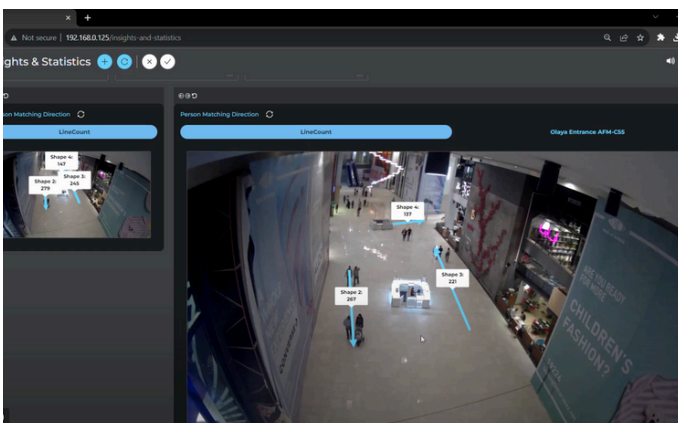 Not secure | 192.168.0.125/insights-and-statistics
ghts & Statistics
son Matching Direction
LineCount
Shape 4:
147
Shape 3:
245
Shape 2:
279
Person Matching Direction
LineCount
Olaya Entrance AFM-C55
Shape 4:
137
Shape 3:
221
Shape 2:
267
ARE YOU READY
FOR MORE
CHILDREN'S
FASHION?